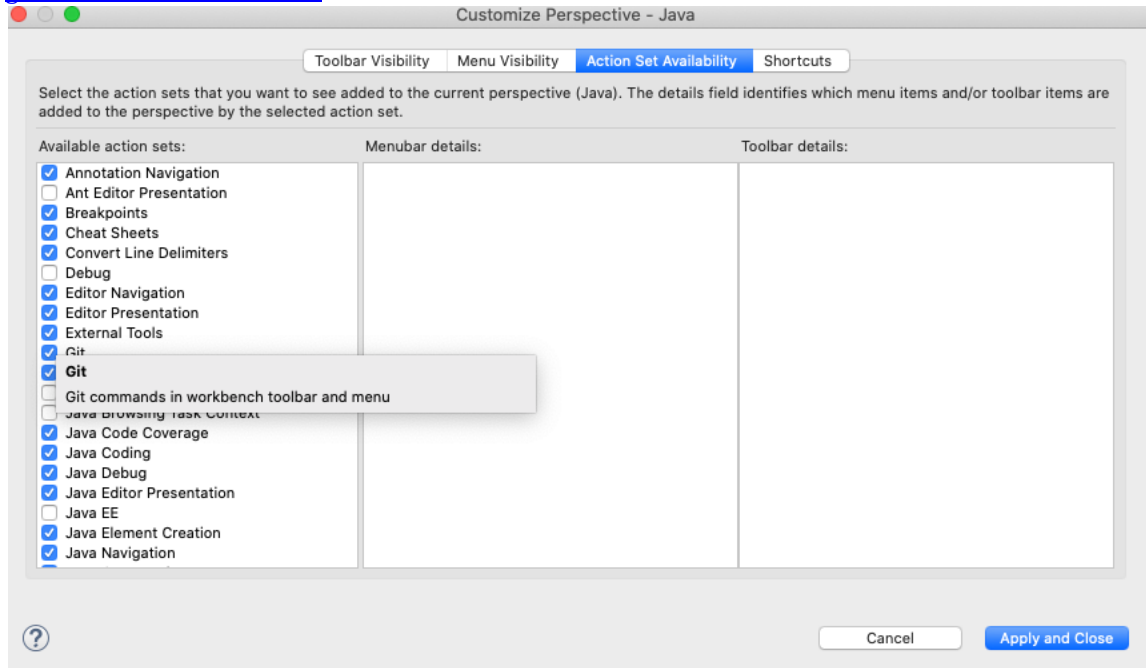 Customize Perspective - Java
Toolbar Visibility Menu Visibility Action Set Availability Shortcuts
Select the action sets that you want to see added to the current perspective (Java). The details field identifies which menu items and/or toolbar items are
added to the perspective by the selected action set.
Available action sets: Menubar details: Toolbar details:
Annotation Navigation
Ant Editor Presentation
Breakpoints
Cheat Sheets
Convert Line Delimiters
Debug
Editor Navigation
Editor Presentation
External Tools
Git
Git
Git commands in workbench toolbar and menu
Java Browsing Task Context
Java Code Coverage
Java Coding
Java Debug
Java Editor Presentation
Java EE
Java Element Creation
Java Navigation
? Cancel Apply and Close